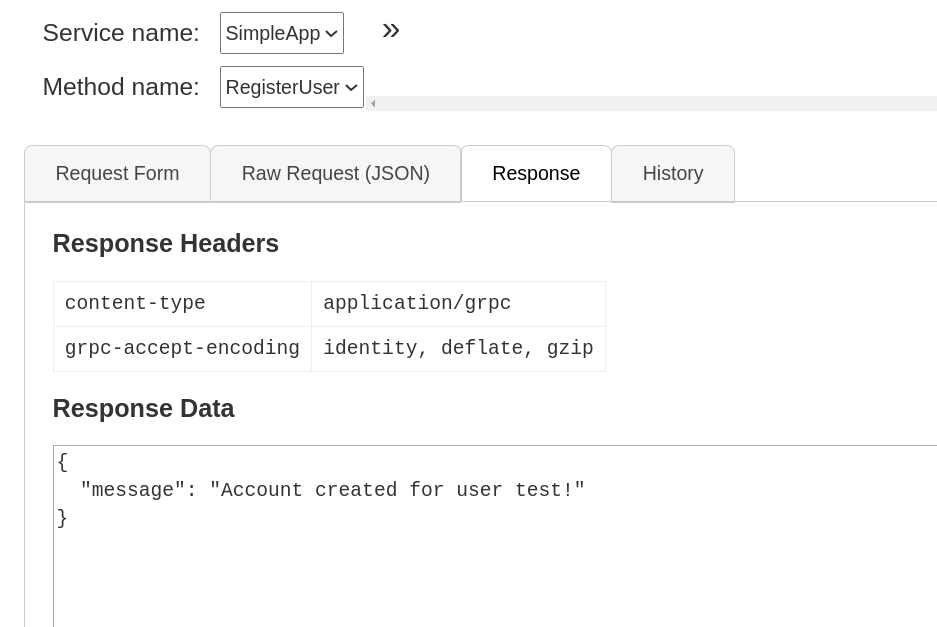 Service name: SimpleApp »
Method name: RegisterUser
Request Form Raw Request (JSON) Response History
Response Headers
content-type application/grpc
grpc-accept-encoding identity, deflate, gzip
Response Data
{
"message": "Account created for user test!"
}